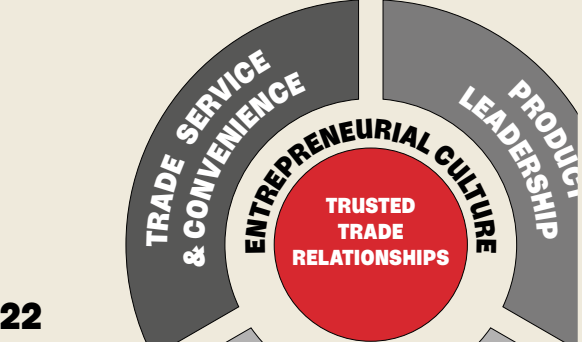 TRADE SERVICE
& CONVENIENCE
PRODUCT
LEADERSHIP
ENTREPRENEURIAL CULTURE
TRUSTED
TRADE
RELATIONSHIPS
22